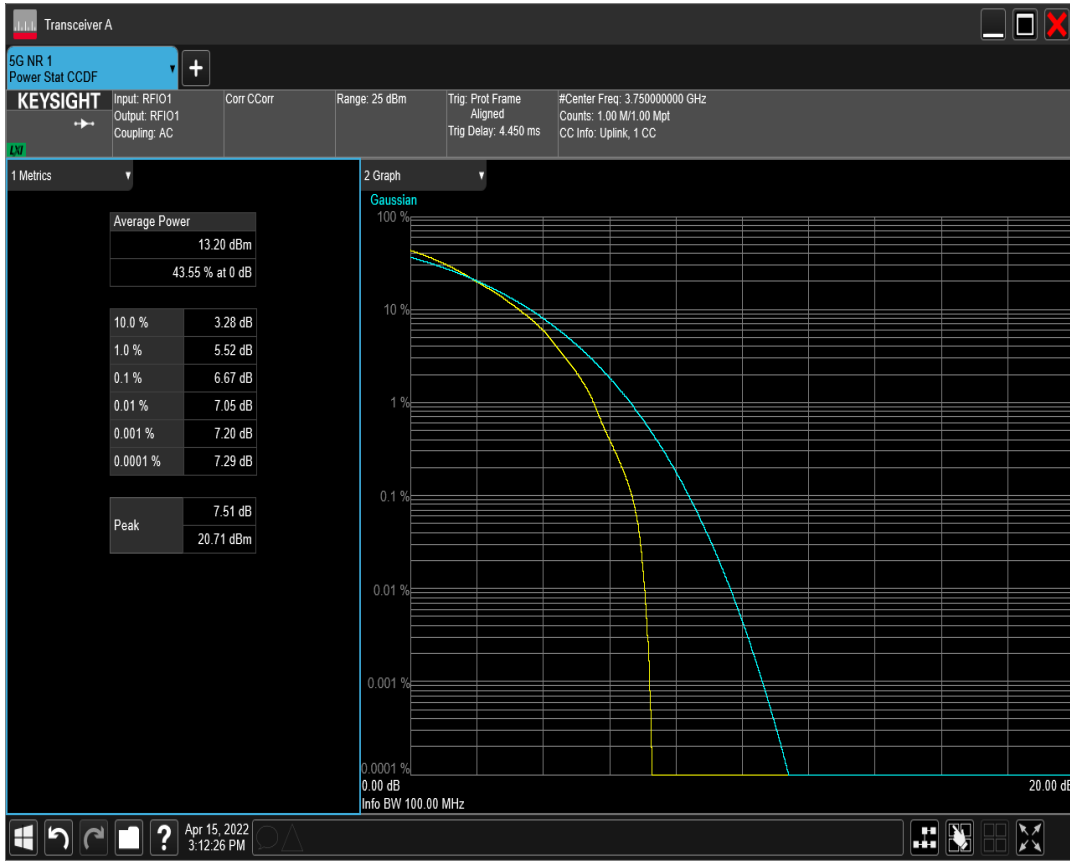 Transceiver A
5G NR 1
Power Stat CCDF
+
KEYSIGHT
LXI
Input: RFIO1
Output: RFIO1
Coupling: AC
Corr CCorr
Range: 25 dBm
Trig: Prot Frame
Aligned
Trig Delay: 4.450 ms
#Center Freq: 3.750000000 GHz
Counts: 1.00 M/1.00 Mpt
CC Info: Uplink, 1 CC
1 Metrics
Average Power
13.20 dBm
43.55 % at 0 dB
10.0 % 3.28 dB
1.0 % 5.52 dB
0.1 % 6.67 dB
0.01 % 7.05 dB
0.001 % 7.20 dB
0.0001 % 7.29 dB
Peak 7.51 dB
20.71 dBm
2 Graph
Gaussian
100 %
10 %
1 %
0.1 %
0.01 %
0.001 %
0.0001 %
0.00 dB 20.00 dB
Info BW 100.00 MHz
?
Apr 15, 2022
3:12:26 PM